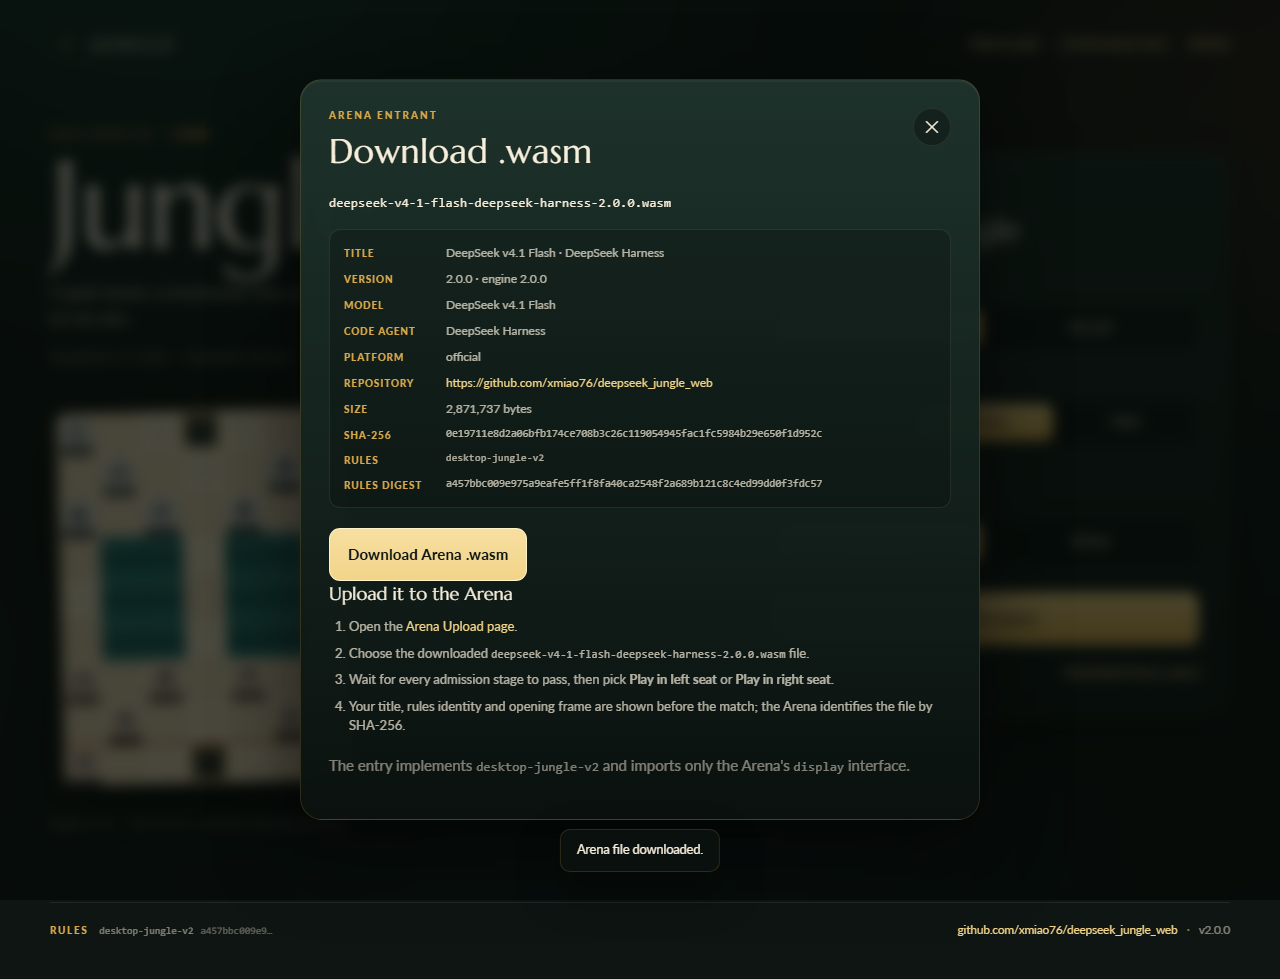 ARENA ENTRANT
Download .wasm
deepseek-v4-1-flash-deepseek-harness-2.0.0.wasm
TITLE DeepSeek v4.1 Flash · DeepSeek Harness
VERSION 2.0.0 · engine 2.0.0
MODEL DeepSeek v4.1 Flash
CODE AGENT DeepSeek Harness
PLATFORM official
REPOSITORY https://github.com/xmiao76/deepseek_jungle_web
SIZE 2,871,737 bytes
SHA-256 0e19711e8d2a06bfb174ce708b3c26c119054945fac1fc5984b29e650f1d952c
RULES desktop-jungle-v2
RULES DIGEST a457bbc009e975a9eafe5ff1f8fa40ca2548f2a689b121c8c4ed99dd0f3fdc57
Download Arena .wasm
Upload it to the Arena
1. Open the Arena Upload page.
2. Choose the downloaded deepseek-v4-1-flash-deepseek-harness-2.0.0.wasm file.
3. Wait for every admission stage to pass, then pick Play in left seat or Play in right seat.
4. Your title, rules identity and opening frame are shown before the match; the Arena identifies the file by
SHA-256.
The entry implements desktop-jungle-v2 and imports only the Arena's display interface.
Arena file downloaded.
RULES desktop-jungle-v2 a457bbc009e9…
github.com/xmiao76/deepseek_jungle_web · v2.0.0